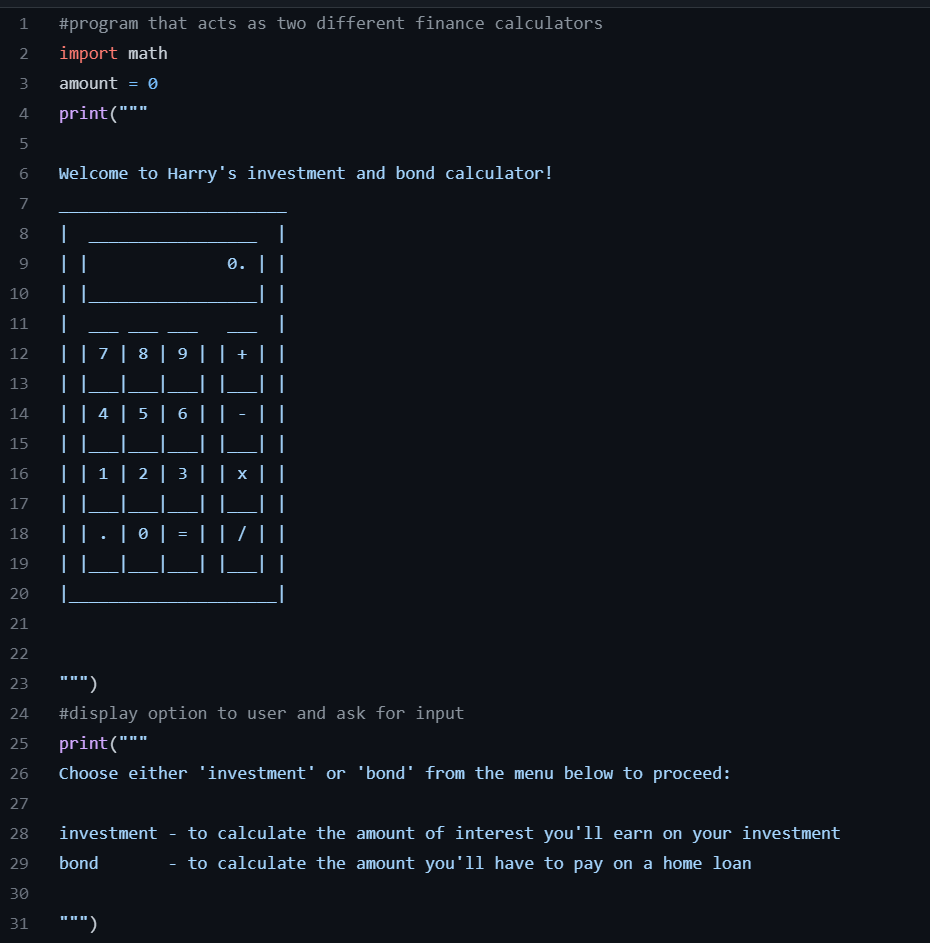 1 #program that acts as two different finance calculators
2 import math
3 amount = 0
4 print("""
5
6 Welcome to Harry's investment and bond calculator!
7 _______________________
8 |  _________________  |
9 | |              0. | |
10 | |_________________| |
11 |  ___ ___ ___   ___  |
12 | | 7 | 8 | 9 | | + | |
13 | |___|___|___| |___| |
14 | | 4 | 5 | 6 | | - | |
15 | |___|___|___| |___| |
16 | | 1 | 2 | 3 | | x | |
17 | |___|___|___| |___| |
18 | | . | 0 | = | | / | |
19 | |___|___|___| |___| |
20 |_____________________|
21
22
23 """)
24 #display option to user and ask for input
25 print("""
26 Choose either 'investment' or 'bond' from the menu below to proceed:
27
28 investment - to calculate the amount of interest you'll earn on your investment
29 bond       - to calculate the amount you'll have to pay on a home loan
30
31 """)